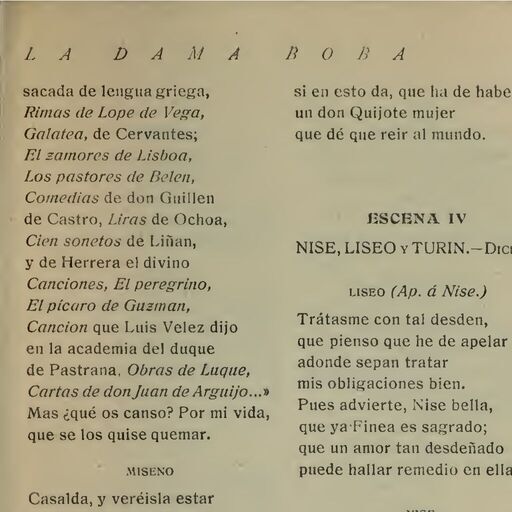 LA DAMA BOBA
sacada de lengua griega,
Rimas de Lope de Vega,
Galatea, de Cervantes;
El zamores de Lisboa,
Los pastores de Belen,
Comedias de don Guillen
de Castro, Liras de Ochoa,
Cien sonetos de Liñan,
y de Herrera el divino
Canciones, El peregrino,
El pícaro de Guzman,
Cancion que Luis Velez dijo
en la academia del duque
de Pastrana, Obras de Luque,
Cartas de don Juan de Arguijo...»
Mas ¿qué os canso? Por mi vida,
que se los quise quemar.
MISENO
Casalda, y veréisla estar
si en esto da, que ha de habe
un don Quijote mujer
que dé que reir al mundo.
ESCENA IV
NISE, LISEO Y TURIN.—DICH
LISEO (Ap. á Nise.)
Trátasme con tal desden,
que pienso que he de apelar
adonde sepan tratar
mis obligaciones bien.
Pues advierte, Nise bella,
que ya Finea es sagrado;
que un amor tan desdeñado
puede hallar remedio en ella